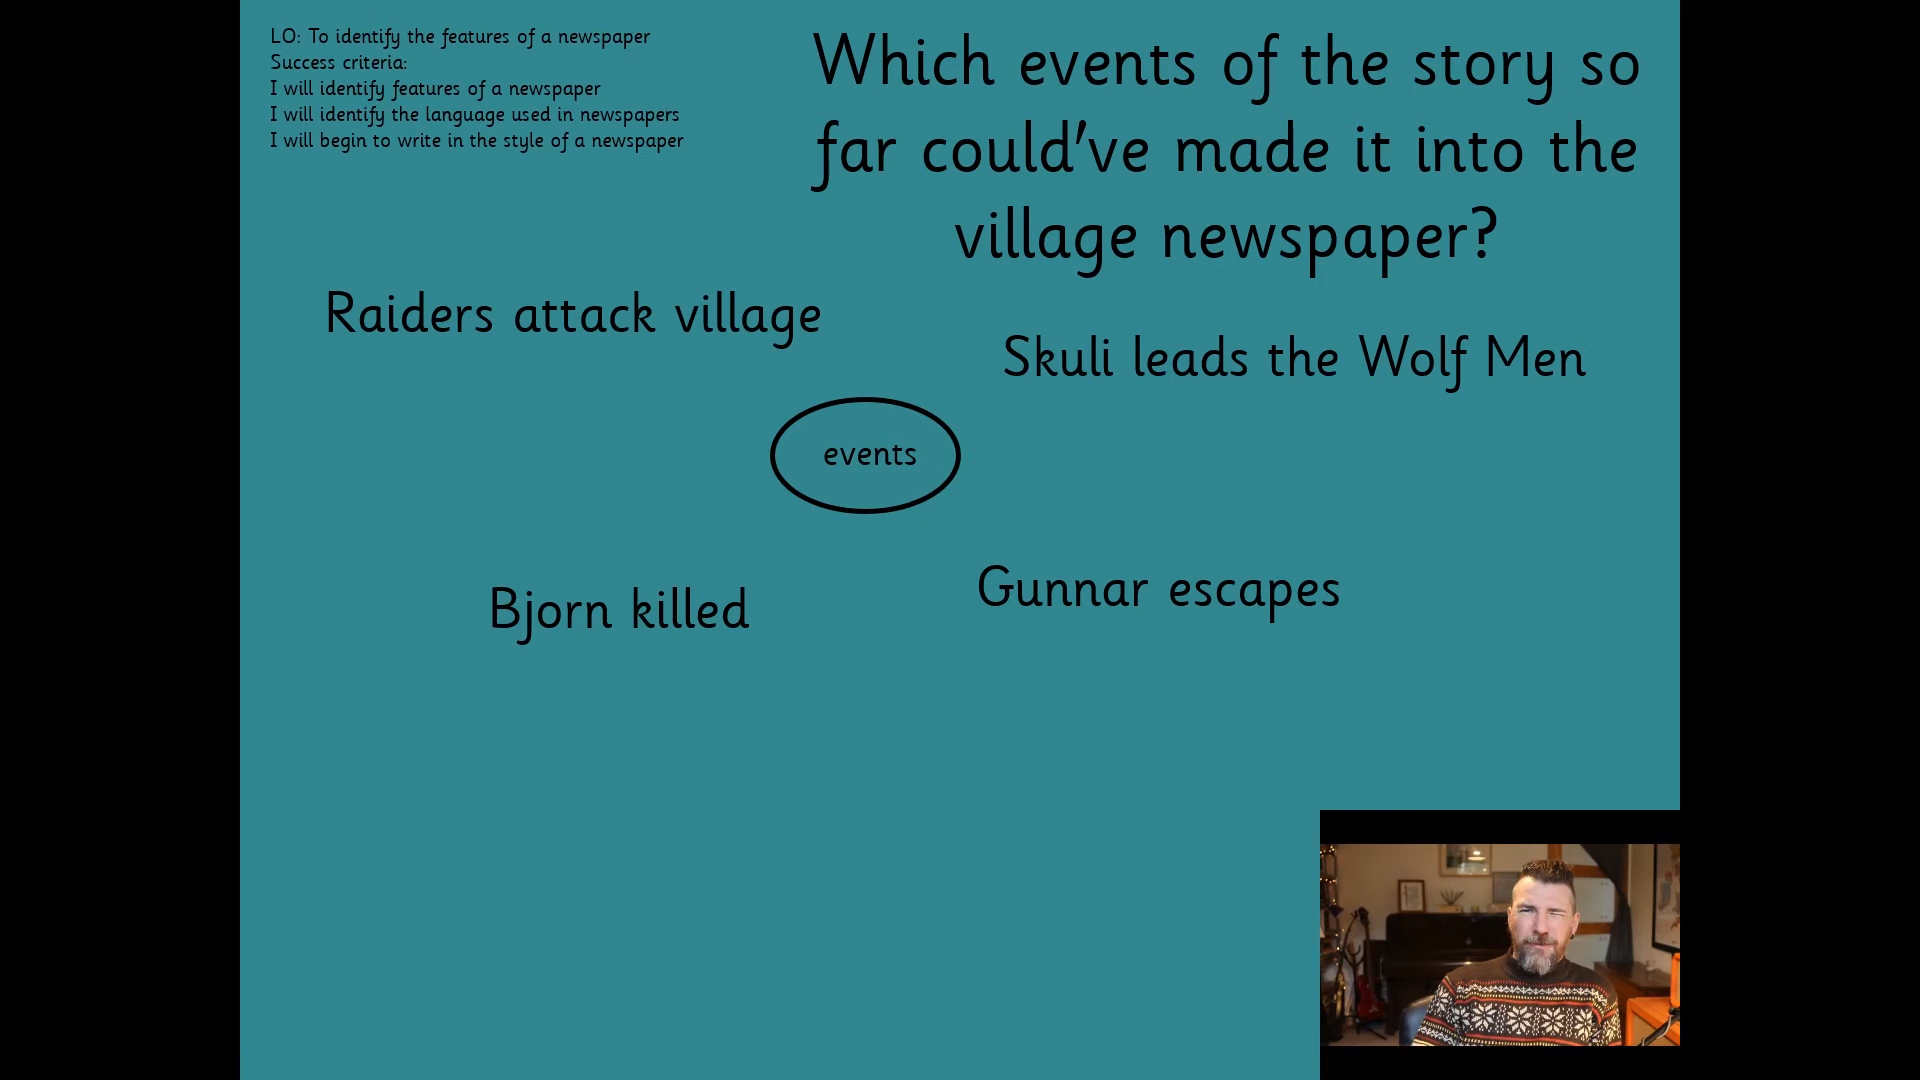 LO: To identify the features of a newspaper
Success criteria:
I will identify features of a newspaper
I will identify the language used in newspapers
I will begin to write in the style of a newspaper
Which events of the story so
far could've made it into the
village newspaper?
Raiders attack village
Skuli leads the Wolf Men
events
Bjorn killed
Gunnar escapes